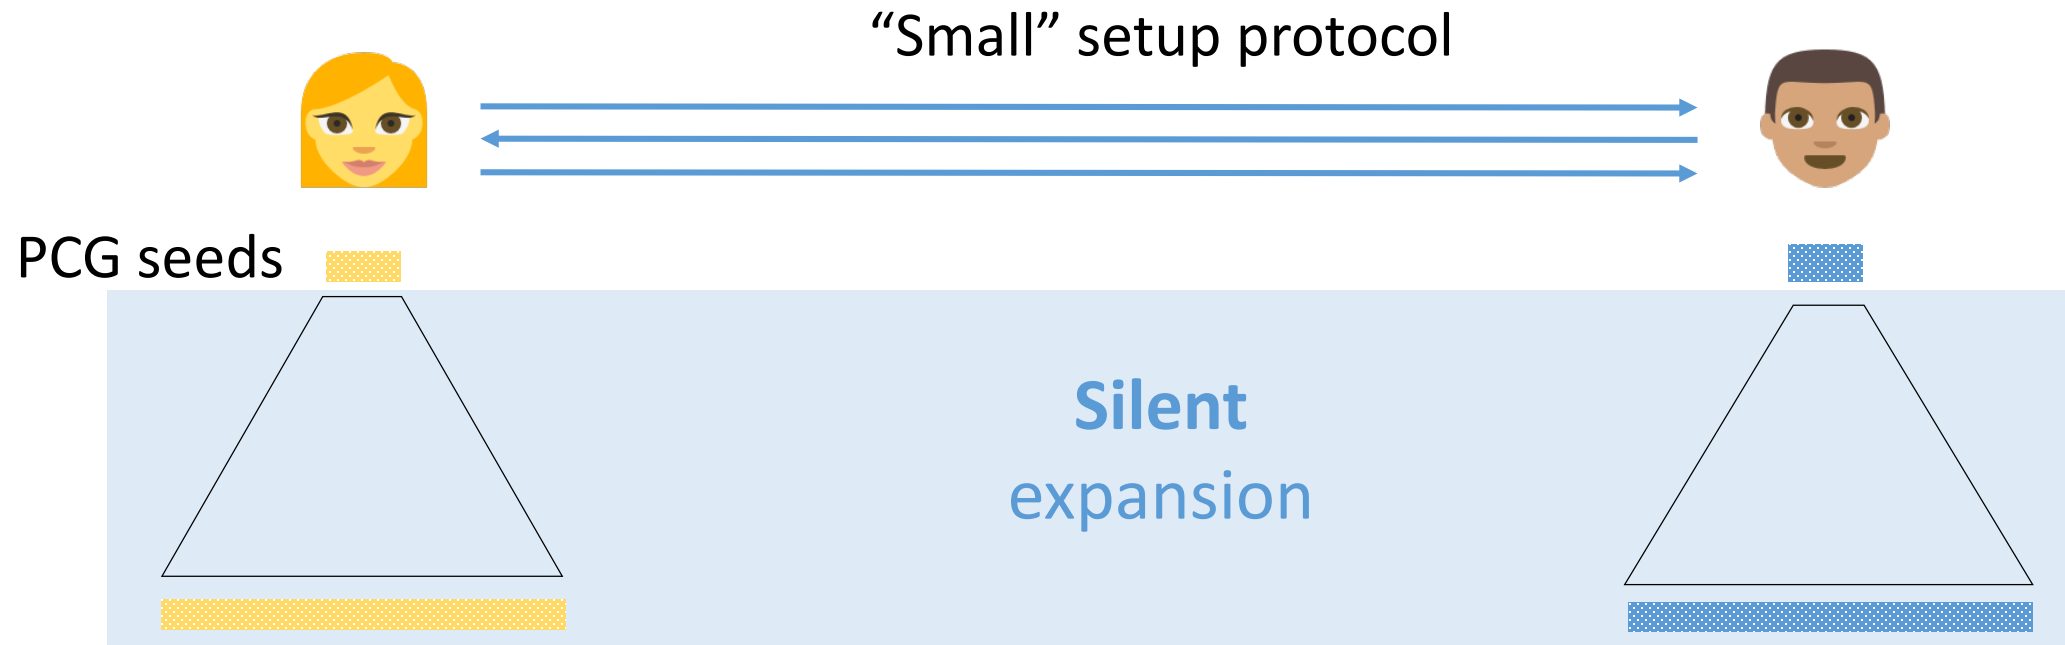 “Small” setup protocol
PCG seeds
Silent
expansion